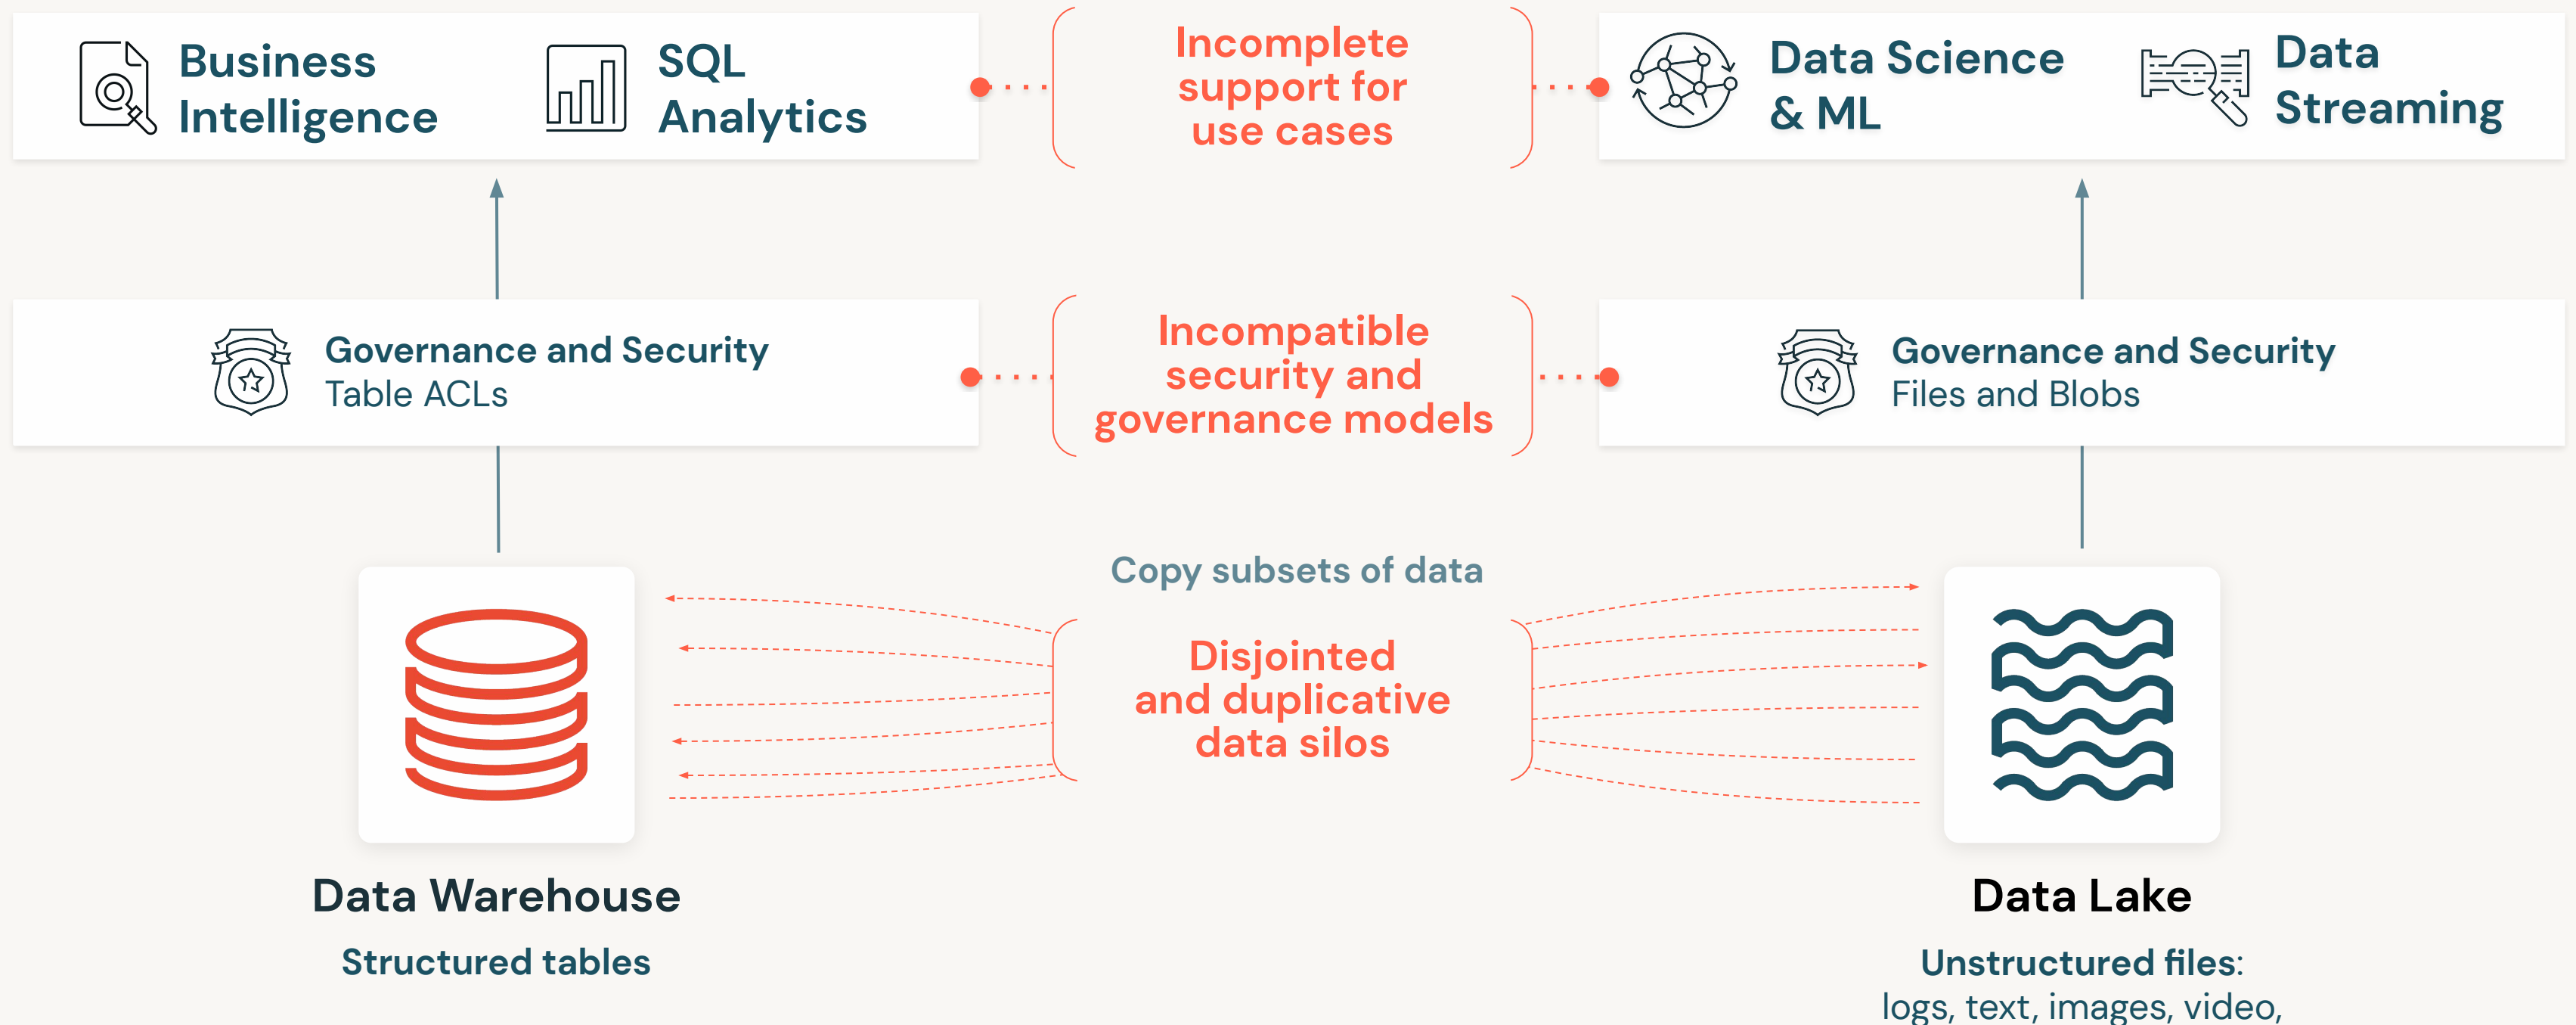 Business
Intelligence
SQL
Analytics
Incomplete
support for
use cases
Data Science
& ML
Data
Streaming
Governance and Security
Table ACLs
Incompatible
security and
governance models
Governance and Security
Files and Blobs
Copy subsets of data
Disjointed
and duplicative
data silos
Data Warehouse
Structured tables
Data Lake
Unstructured files:
logs, text, images, video,